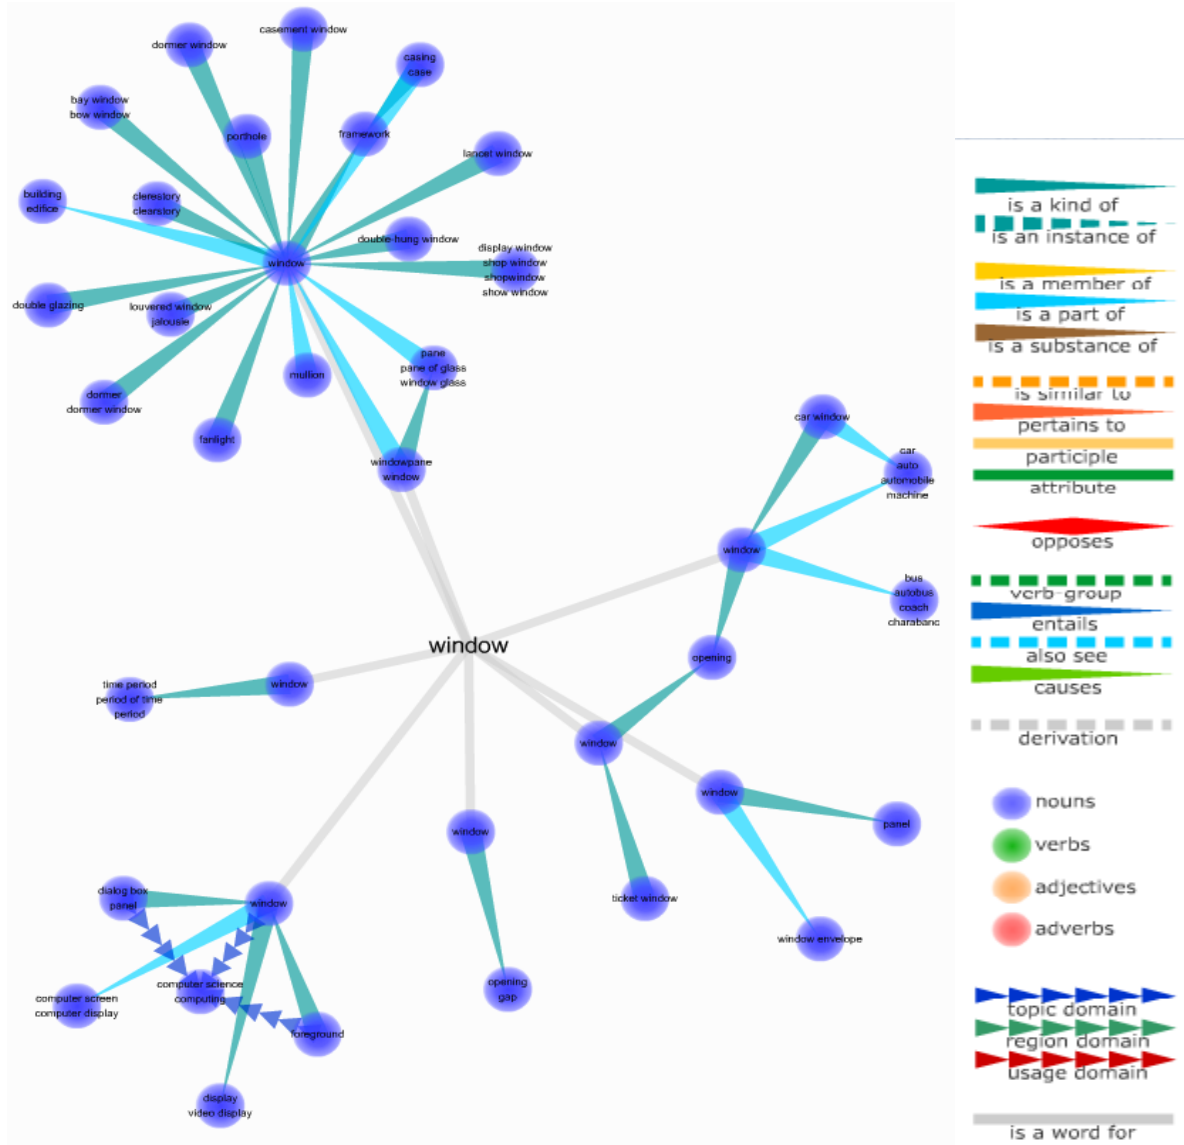 casement window
dormer window
casing
case
bay window
bow window
porthole
framework
lancet window
building
edifice
clerestory
clearstory
double-hung window
display window
shop window
shopwindow
show window
window
double glazing
louvered window
jalousie
pane
pane of glass
window glass
mullion
dormer
dormer window
fanlight
windowpane
window
car window
car
auto
automobile
machine
window
bus
autobus
coach
charabanc
window
opening
time period
period of time
period
window
window
window
panel
window
dialog box
panel
window
ticket window
window envelope
computer science
computing
opening
gap
computer screen
computer display
foreground
display
video display
is a kind of
is an instance of
is a member of
is a part of
is a substance of
is similar to
pertains to
participle
attribute
opposes
verb-group
entails
also see
causes
derivation
nouns
verbs
adjectives
adverbs
topic domain
region domain
usage domain
is a word for